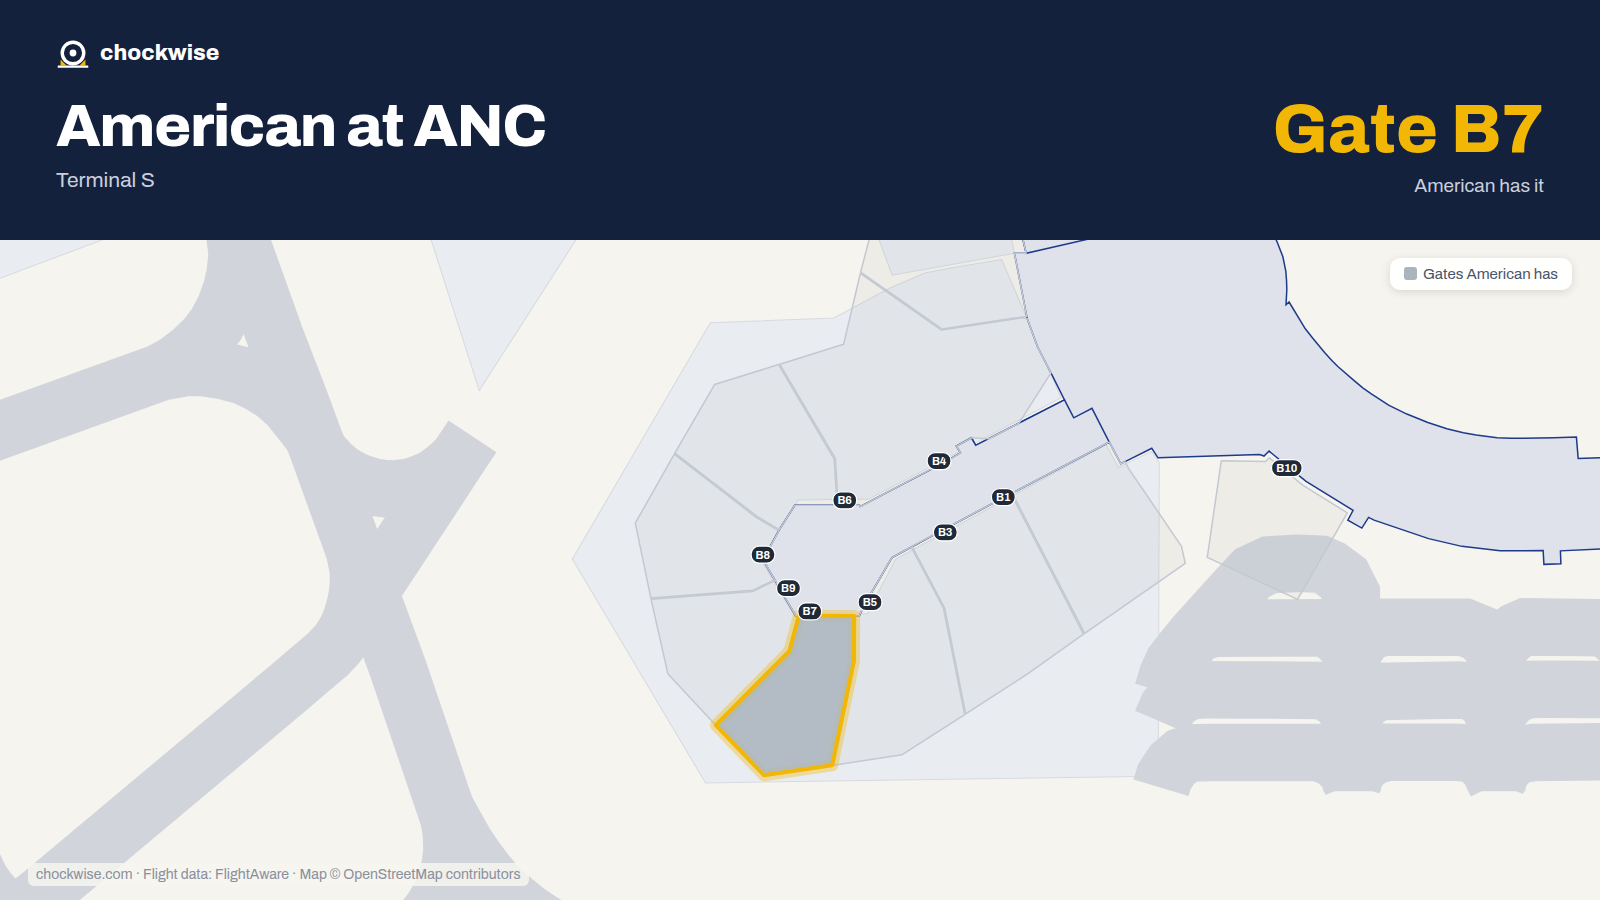 chockwise
American at ANC
Terminal S
Gate B7
American has it
Gates American has
B10
B4
B1
B6
B3
B8
B9
B7
B5
chockwise.com · Flight data: FlightAware · Map © OpenStreetMap contributors